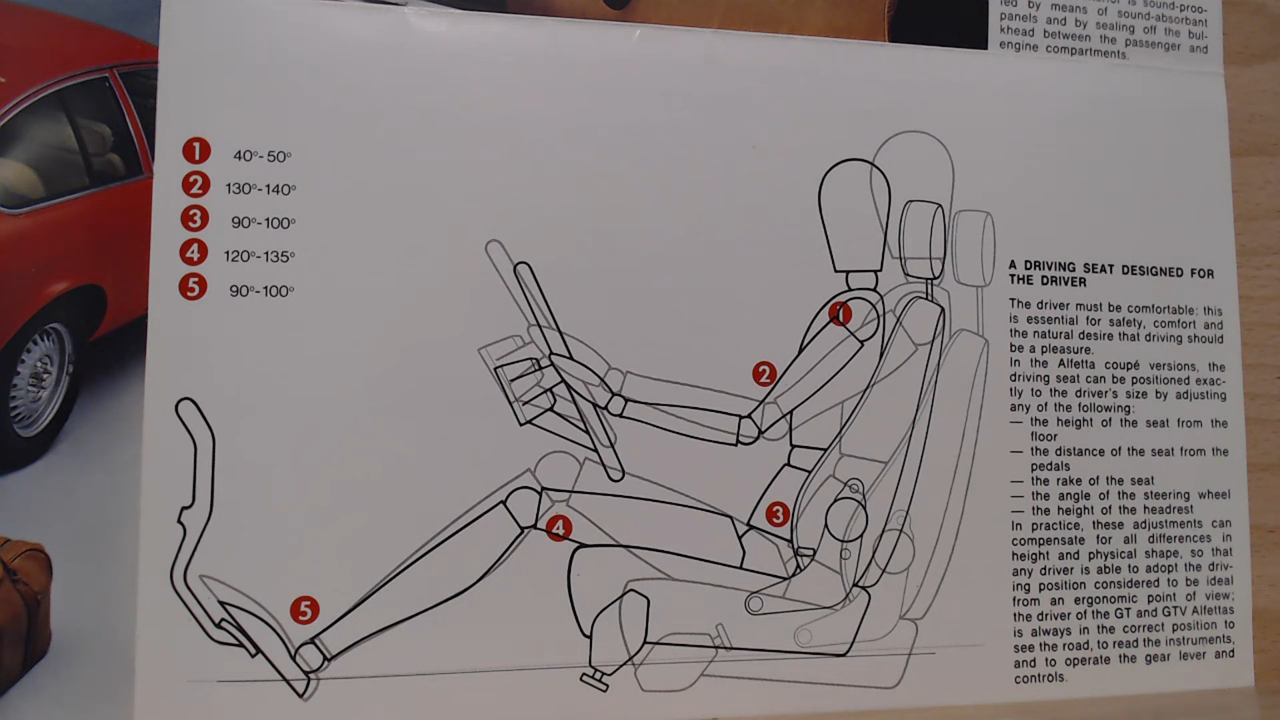 is sound-proo-
fed by means of sound-absorbant
panels and by sealing off the bul-
khead between the passenger and
engine compartments.
1 40°-50°
2 130°-140°
3 90°-100°
4 120°-135°
5 90°-100°
1
2
3
4
5
A DRIVING SEAT DESIGNED FOR
THE DRIVER
The driver must be comfortable: this
is essential for safety, comfort and
the natural desire that driving should
be a pleasure.
In the Alfetta coupé versions, the
driving seat can be positioned exac-
tly to the driver's size by adjusting
any of the following:
— the height of the seat from the
floor
— the distance of the seat from the
pedals
— the rake of the seat
— the angle of the steering wheel
— the height of the headrest
In practice, these adjustments can
compensate for all differences in
height and physical shape, so that
any driver is able to adopt the driv-
ing position considered to be ideal
from an ergonomic point of view;
the driver of the GT and GTV Alfettas
is always in the correct position to
see the road, to read the instruments,
and to operate the gear lever and
controls.